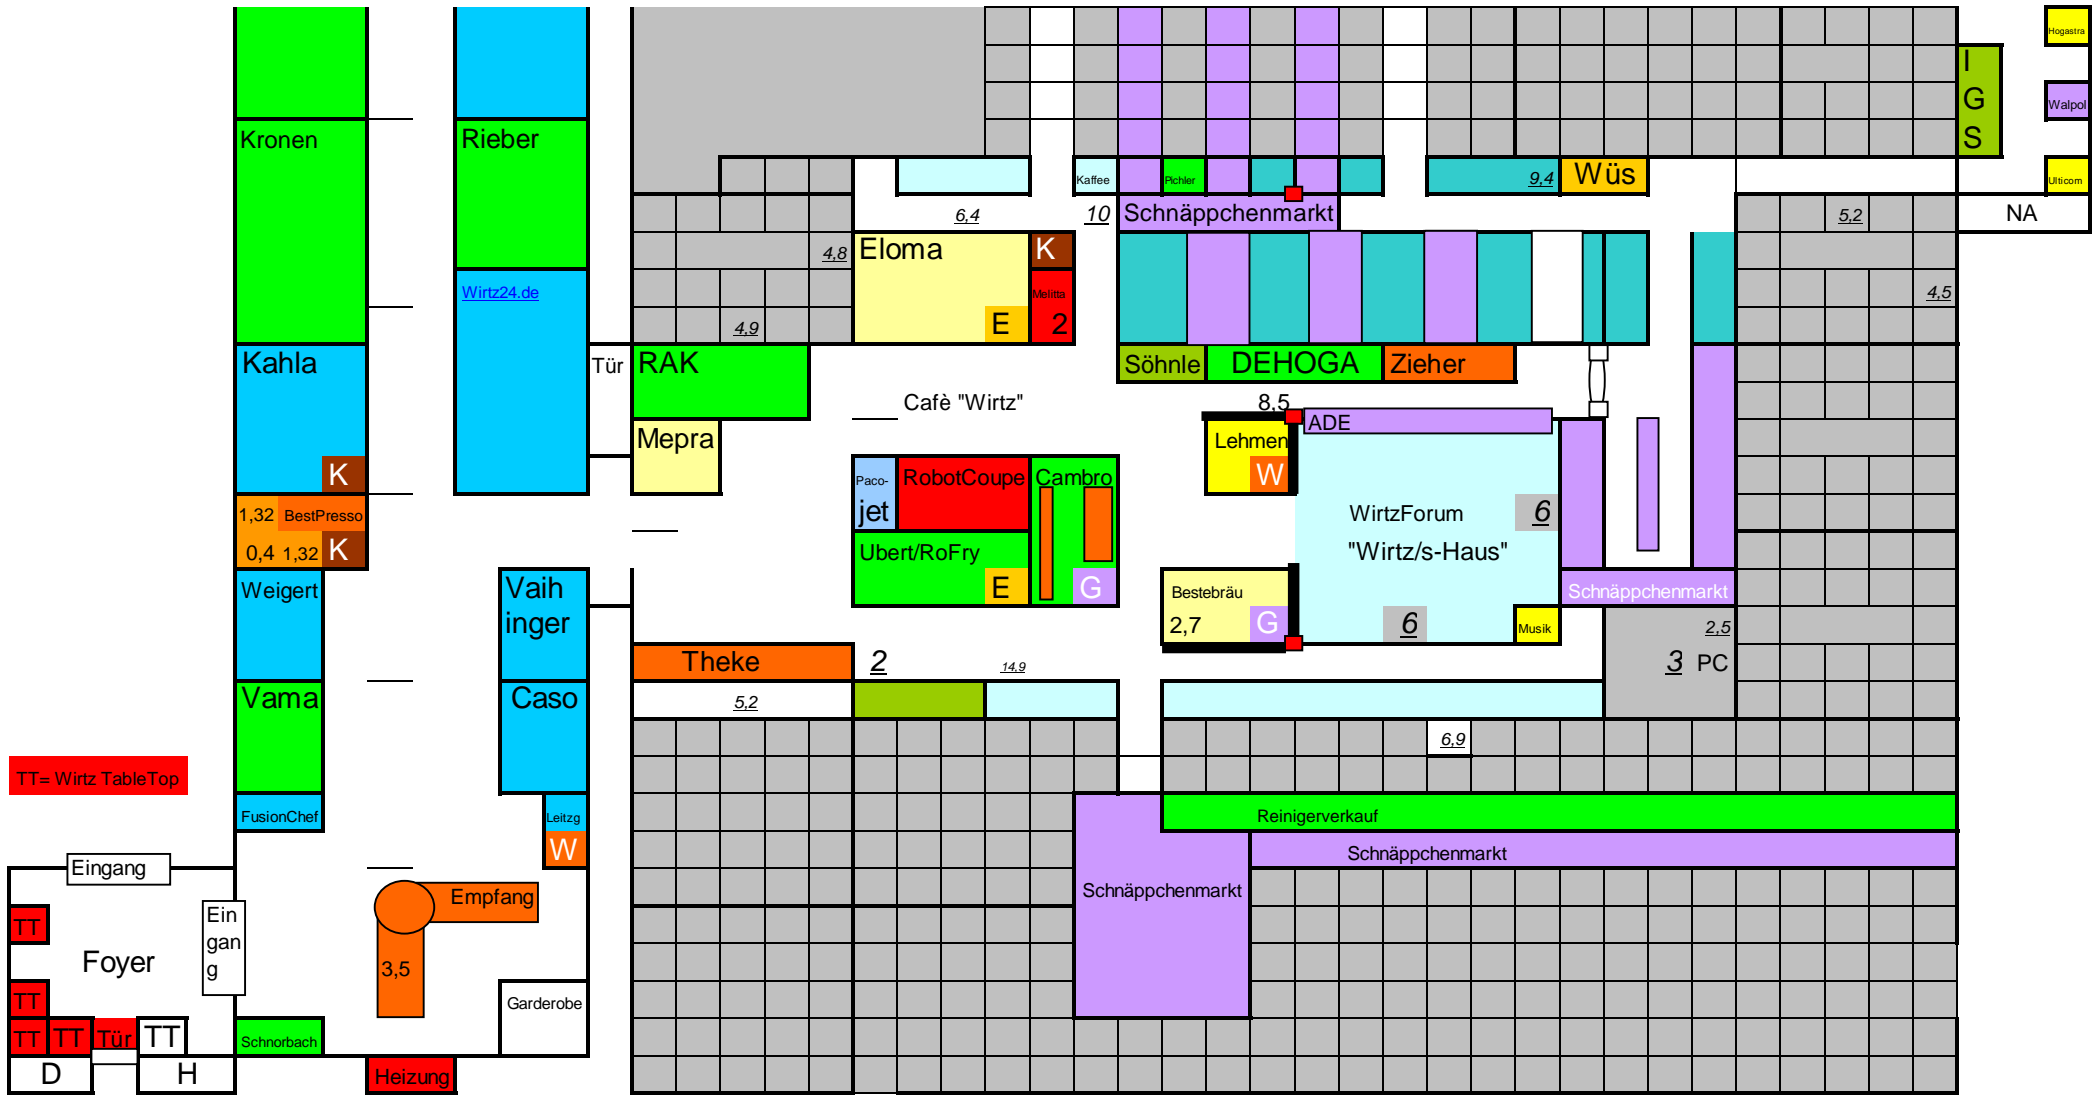 Hogastra
I
G
S
Walpol
Kronen
Rieber
Kaffee
Pichler
9,4
Wüs
Ulticom
6,4
10
Schnäppchenmarkt
5,2
NA
4,8
Eloma
K
Wirtz24.de
Melitta
4,5
4,9
E
2
Kahla
Tür
RAK
Söhnle
DEHOGA
Zieher
Cafè "Wirtz"
8,5
ADE
Mepra
Lehmen
K
Paco-
RobotCoupe
Cambro
W
1,32
BestPresso
jet
WirtzForum
6
0,4
1,32
K
Ubert/RoFry
"Wirtz/s-Haus"
Weigert
Vaih
E
G
Bestebräu
Schnäppchenmarkt
inger
2,7
G
6
Musik
2,5
Theke
2
14,9
3
PC
Vama
Caso
5,2
6,9
TT= Wirtz TableTop
FusionChef
Leitzg
Reinigerverkauf
W
Schnäppchenmarkt
Eingang
Empfang
Schnäppchenmarkt
TT
Ein
gan
g
Foyer
3,5
TT
Garderobe
TT
TT
Tür
TT
Schnorbach
D
H
Heizung